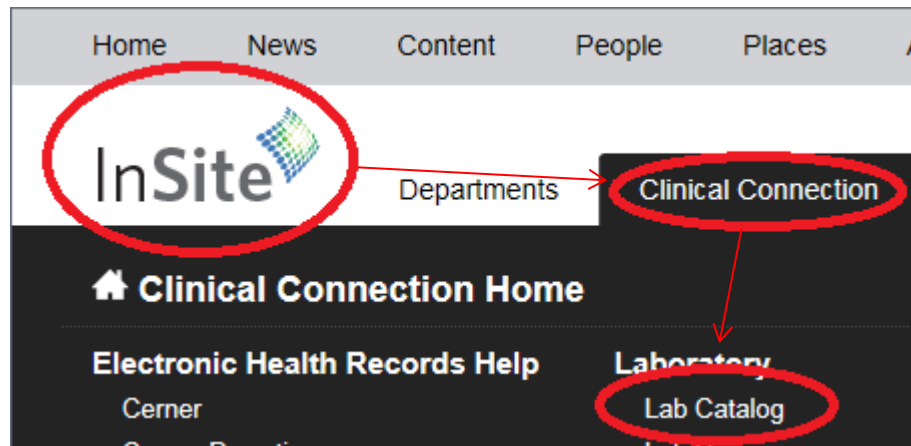 Home News Content People Places
InSite
Departments Clinical Connection
Clinical Connection Home
Electronic Health Records Help Laboratory
Cerner Lab Catalog